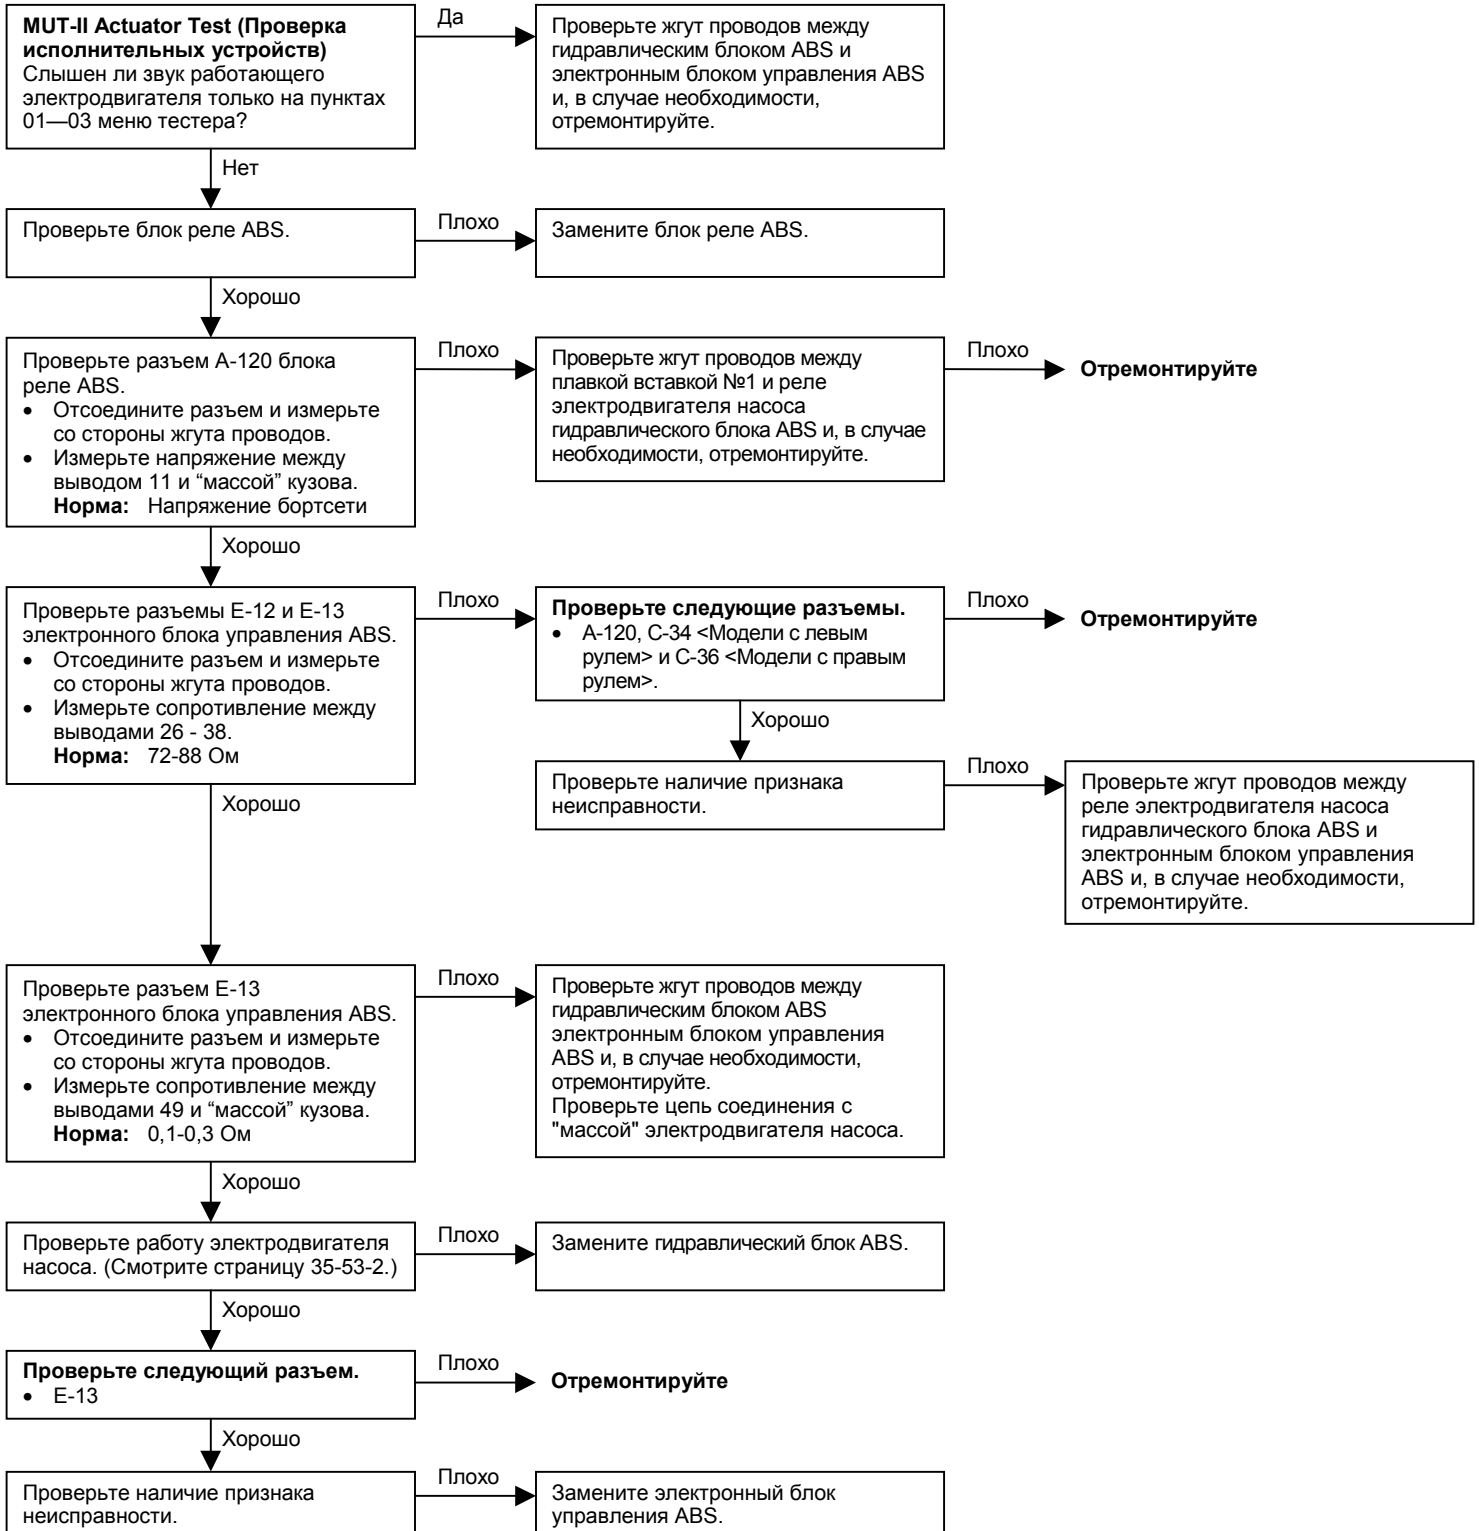 MUT-II Actuator Test (Проверка
исполнительных устройств)
Слышен ли звук работающего
электродвигателя только на пунктах
01—03 меню тестера?
Да
Проверьте жгут проводов между
гидравлическим блоком ABS и
электронным блоком управления ABS
и, в случае необходимости,
отремонтируйте.
Нет
Проверьте блок реле ABS.
Плохо
Замените блок реле ABS.
Хорошо
Проверьте разъем А-120 блока
реле ABS.
• Отсоедините разъем и измерьте
со стороны жгута проводов.
• Измерьте напряжение между
выводом 11 и “массой” кузова.
Норма: Напряжение бортсети
Плохо
Проверьте жгут проводов между
плавкой вставкой №1 и реле
электродвигателя насоса
гидравлического блока ABS и, в случае
необходимости, отремонтируйте.
Плохо
Отремонтируйте
Хорошо
Проверьте разъемы Е-12 и Е-13
электронного блока управления ABS.
• Отсоедините разъем и измерьте
со стороны жгута проводов.
• Измерьте сопротивление между
выводами 26 - 38.
Норма: 72-88 Ом
Плохо
Проверьте следующие разъемы.
• А-120, С-34 <Модели с левым
рулем> и С-36 <Модели с правым
рулем>.
Плохо
Отремонтируйте
Хорошо
Проверьте наличие признака
неисправности.
Плохо
Проверьте жгут проводов между
реле электродвигателя насоса
гидравлического блока ABS и
электронным блоком управления
ABS и, в случае необходимости,
отремонтируйте.
Хорошо
Проверьте разъем Е-13
электронного блока управления ABS.
• Отсоедините разъем и измерьте
со стороны жгута проводов.
• Измерьте сопротивление между
выводами 49 и “массой” кузова.
Норма: 0,1-0,3 Ом
Плохо
Проверьте жгут проводов между
гидравлическим блоком ABS
электронным блоком управления
ABS и, в случае необходимости,
отремонтируйте.
Проверьте цепь соединения с
"массой" электродвигателя насоса.
Хорошо
Проверьте работу электродвигателя
насоса. (Смотрите страницу 35-53-2.)
Плохо
Замените гидравлический блок ABS.
Хорошо
Проверьте следующий разъем.
• Е-13
Плохо
Отремонтируйте
Хорошо
Проверьте наличие признака
неисправности.
Плохо
Замените электронный блок
управления ABS.